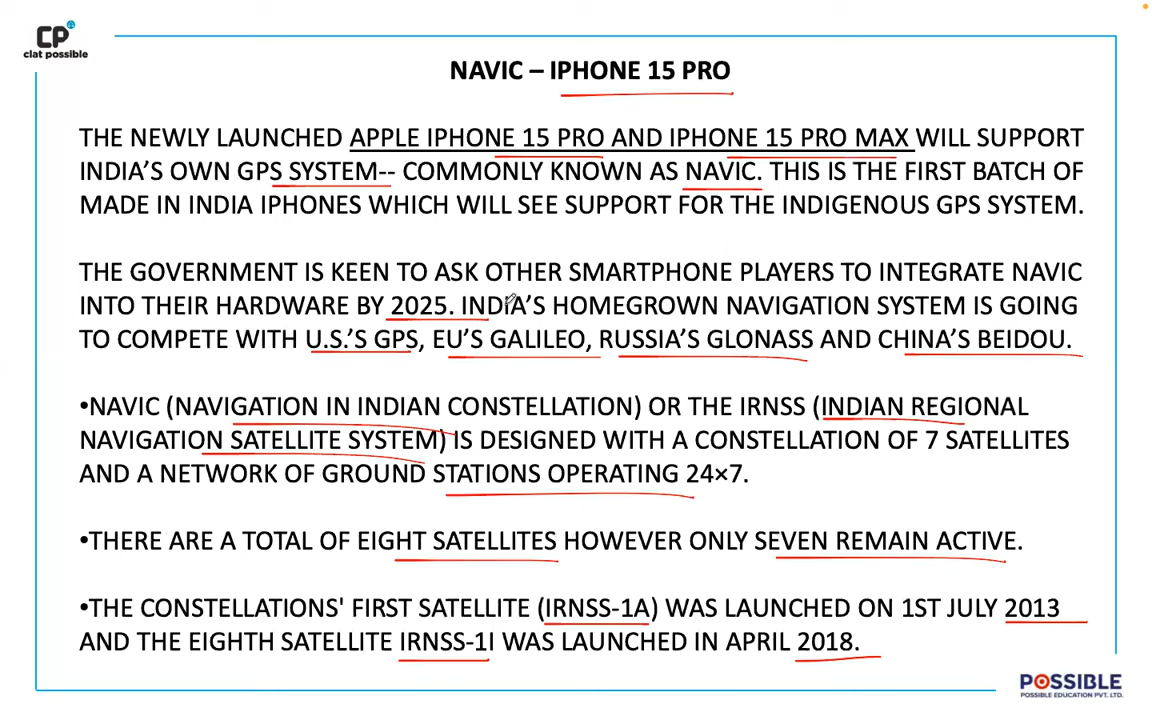 CP
clat possible
NAVIC – IPHONE 15 PRO
THE NEWLY LAUNCHED APPLE IPHONE 15 PRO AND IPHONE 15 PRO MAX WILL SUPPORT
INDIA’S OWN GPS SYSTEM-- COMMONLY KNOWN AS NAVIC. THIS IS THE FIRST BATCH OF
MADE IN INDIA IPHONES WHICH WILL SEE SUPPORT FOR THE INDIGENOUS GPS SYSTEM.
THE GOVERNMENT IS KEEN TO ASK OTHER SMARTPHONE PLAYERS TO INTEGRATE NAVIC
INTO THEIR HARDWARE BY 2025. INDIA’S HOMEGROWN NAVIGATION SYSTEM IS GOING
TO COMPETE WITH U.S.’S GPS, EU’S GALILEO, RUSSIA’S GLONASS AND CHINA’S BEIDOU.
•NAVIC (NAVIGATION IN INDIAN CONSTELLATION) OR THE IRNSS (INDIAN REGIONAL
NAVIGATION SATELLITE SYSTEM) IS DESIGNED WITH A CONSTELLATION OF 7 SATELLITES
AND A NETWORK OF GROUND STATIONS OPERATING 24×7.
•THERE ARE A TOTAL OF EIGHT SATELLITES HOWEVER ONLY SEVEN REMAIN ACTIVE.
•THE CONSTELLATIONS' FIRST SATELLITE (IRNSS-1A) WAS LAUNCHED ON 1ST JULY 2013
AND THE EIGHTH SATELLITE IRNSS-1I WAS LAUNCHED IN APRIL 2018.
POSSIBLE
POSSIBLE EDUCATION PVT. LTD.